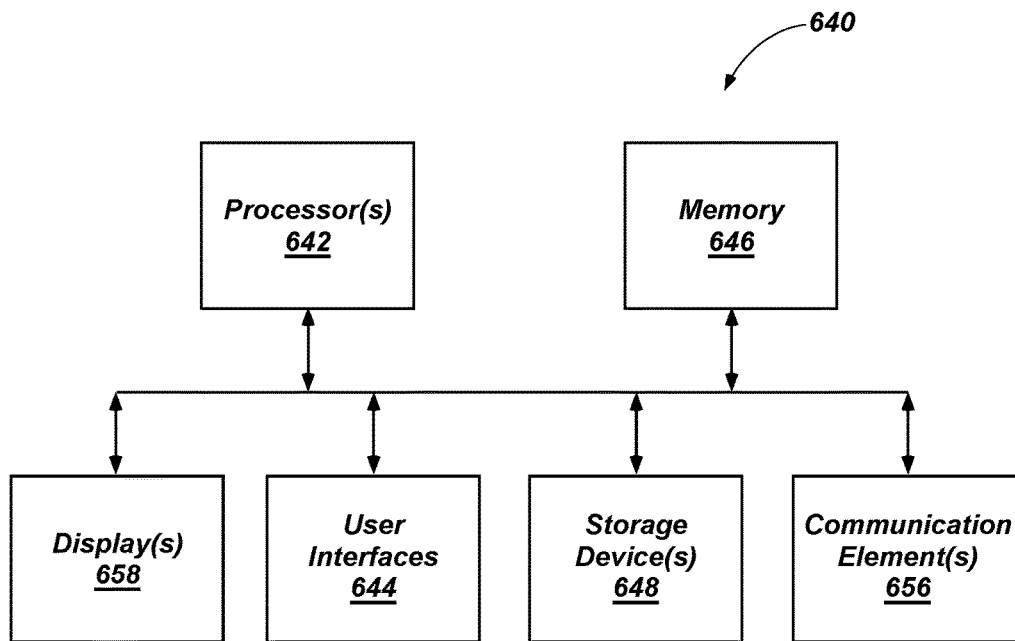 640
Processor(s)
642
Memory
646
Display(s)
658
User
Interfaces
644
Storage
Device(s)
648
Communication
Element(s)
656